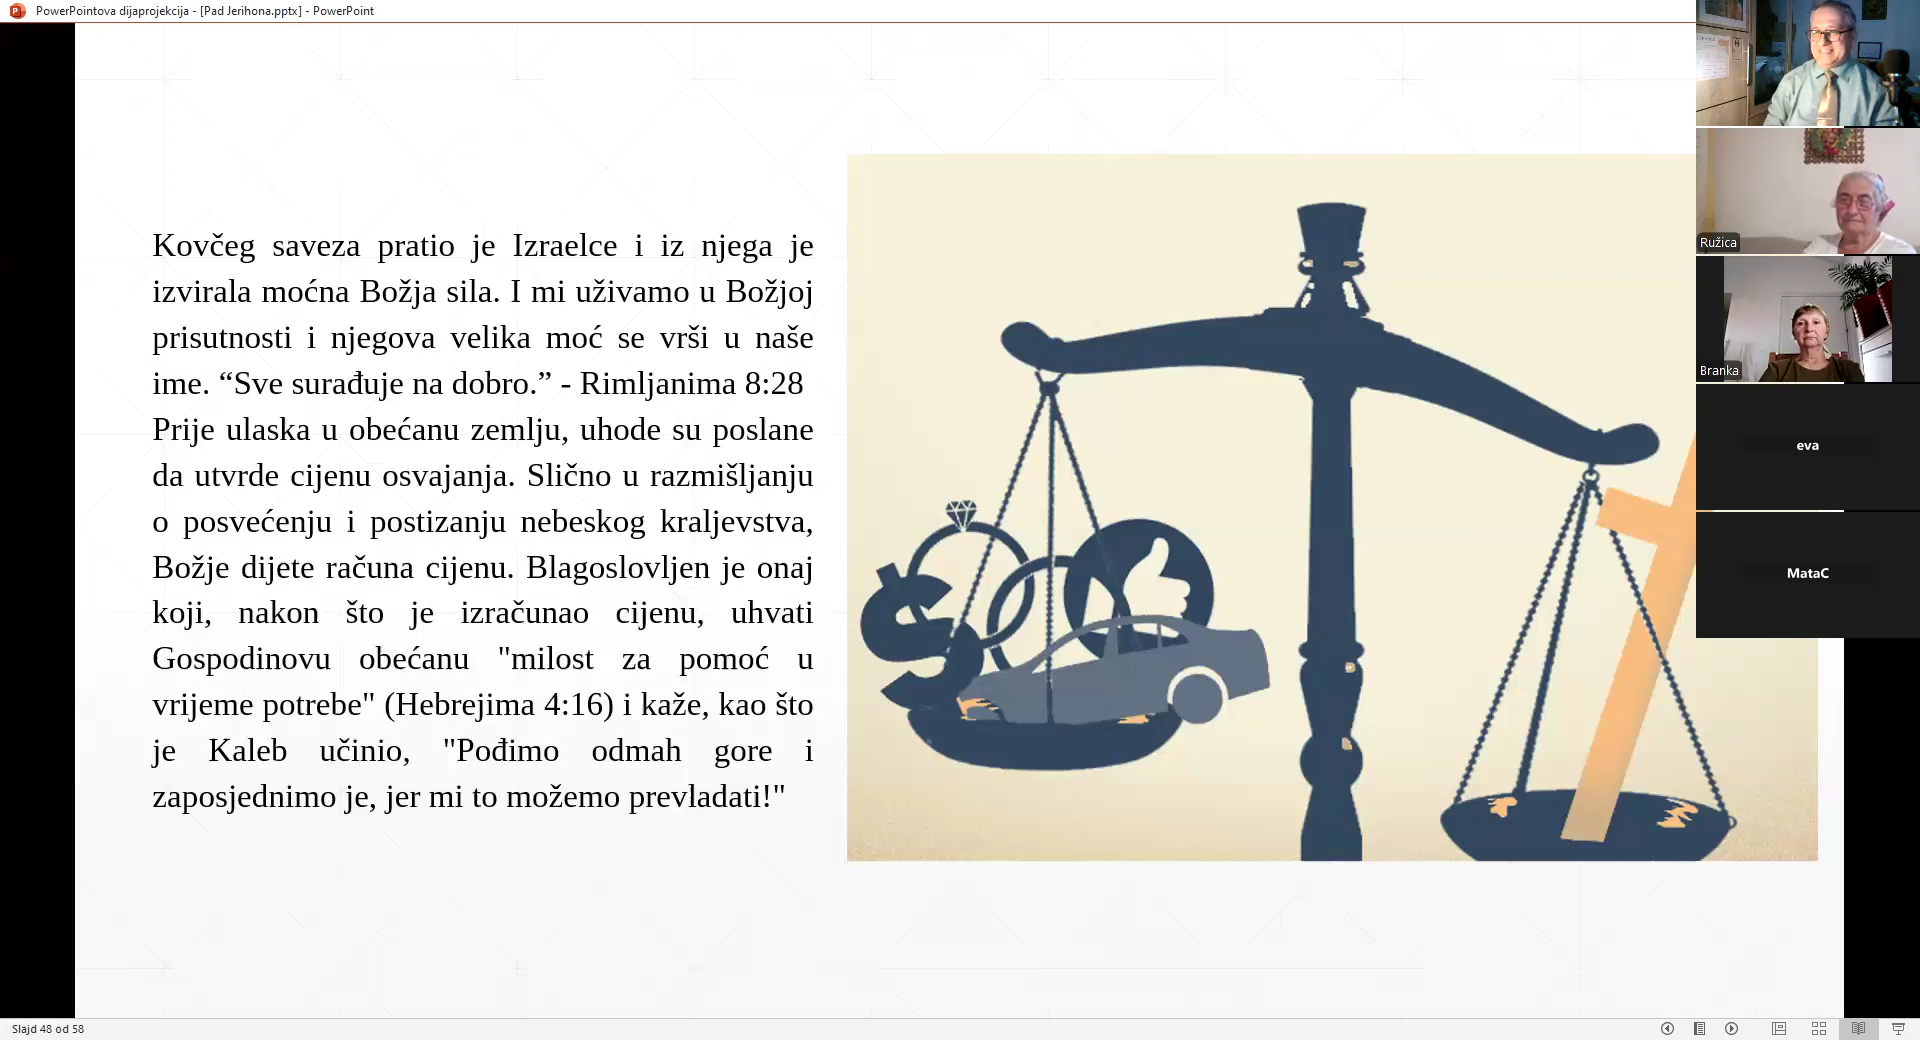 PowerPointova dijaprojekcija - [Pad Jerihona.pptx] - PowerPoint
Kovčeg saveza pratio je Izraelce i iz njega je
izvirala moćna Božja sila. I mi uživamo u Božjoj
prisutnosti i njegova velika moć se vrši u naše
ime. “Sve surađuje na dobro.” - Rimljanima 8:28
Prije ulaska u obećanu zemlju, uhode su poslane
da utvrde cijenu osvajanja. Slično u razmišljanju
o posvećenju i postizanju nebeskog kraljevstva,
Božje dijete računa cijenu. Blagoslovljen je onaj
koji, nakon što je izračunao cijenu, uhvati
Gospodinovu obećanu "milost za pomoć u
vrijeme potrebe" (Hebrejima 4:16) i kaže, kao što
je Kaleb učinio, "Pođimo odmah gore i
zaposjednimo je, jer mi to možemo prevladati!"
$
Ružica
Branka
eva
MataC
Slajd 48 od 58